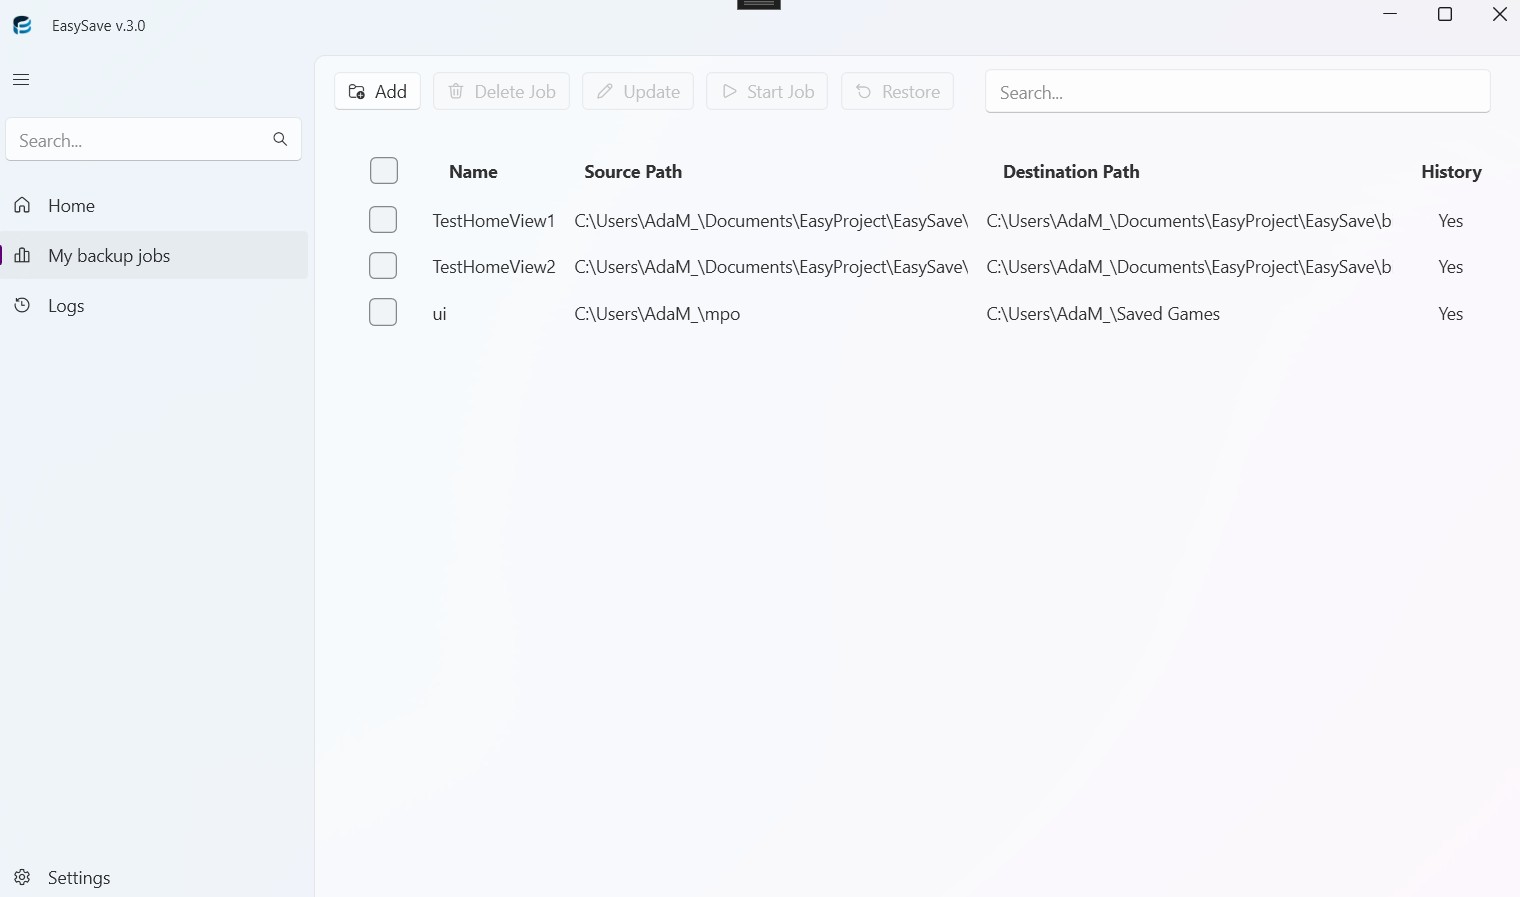 EasySave v.3.0
Search...
Home
My backup jobs
Logs
Settings
Add Delete Job Update Start Job Restore Search...
Name Source Path Destination Path History
TestHomeView1 C:\Users\AdaM_\Documents\EasyProject\EasySave\ C:\Users\AdaM_\Documents\EasyProject\EasySave\b Yes
TestHomeView2 C:\Users\AdaM_\Documents\EasyProject\EasySave\ C:\Users\AdaM_\Documents\EasyProject\EasySave\b Yes
ui C:\Users\AdaM_\mpo C:\Users\AdaM_\Saved Games Yes